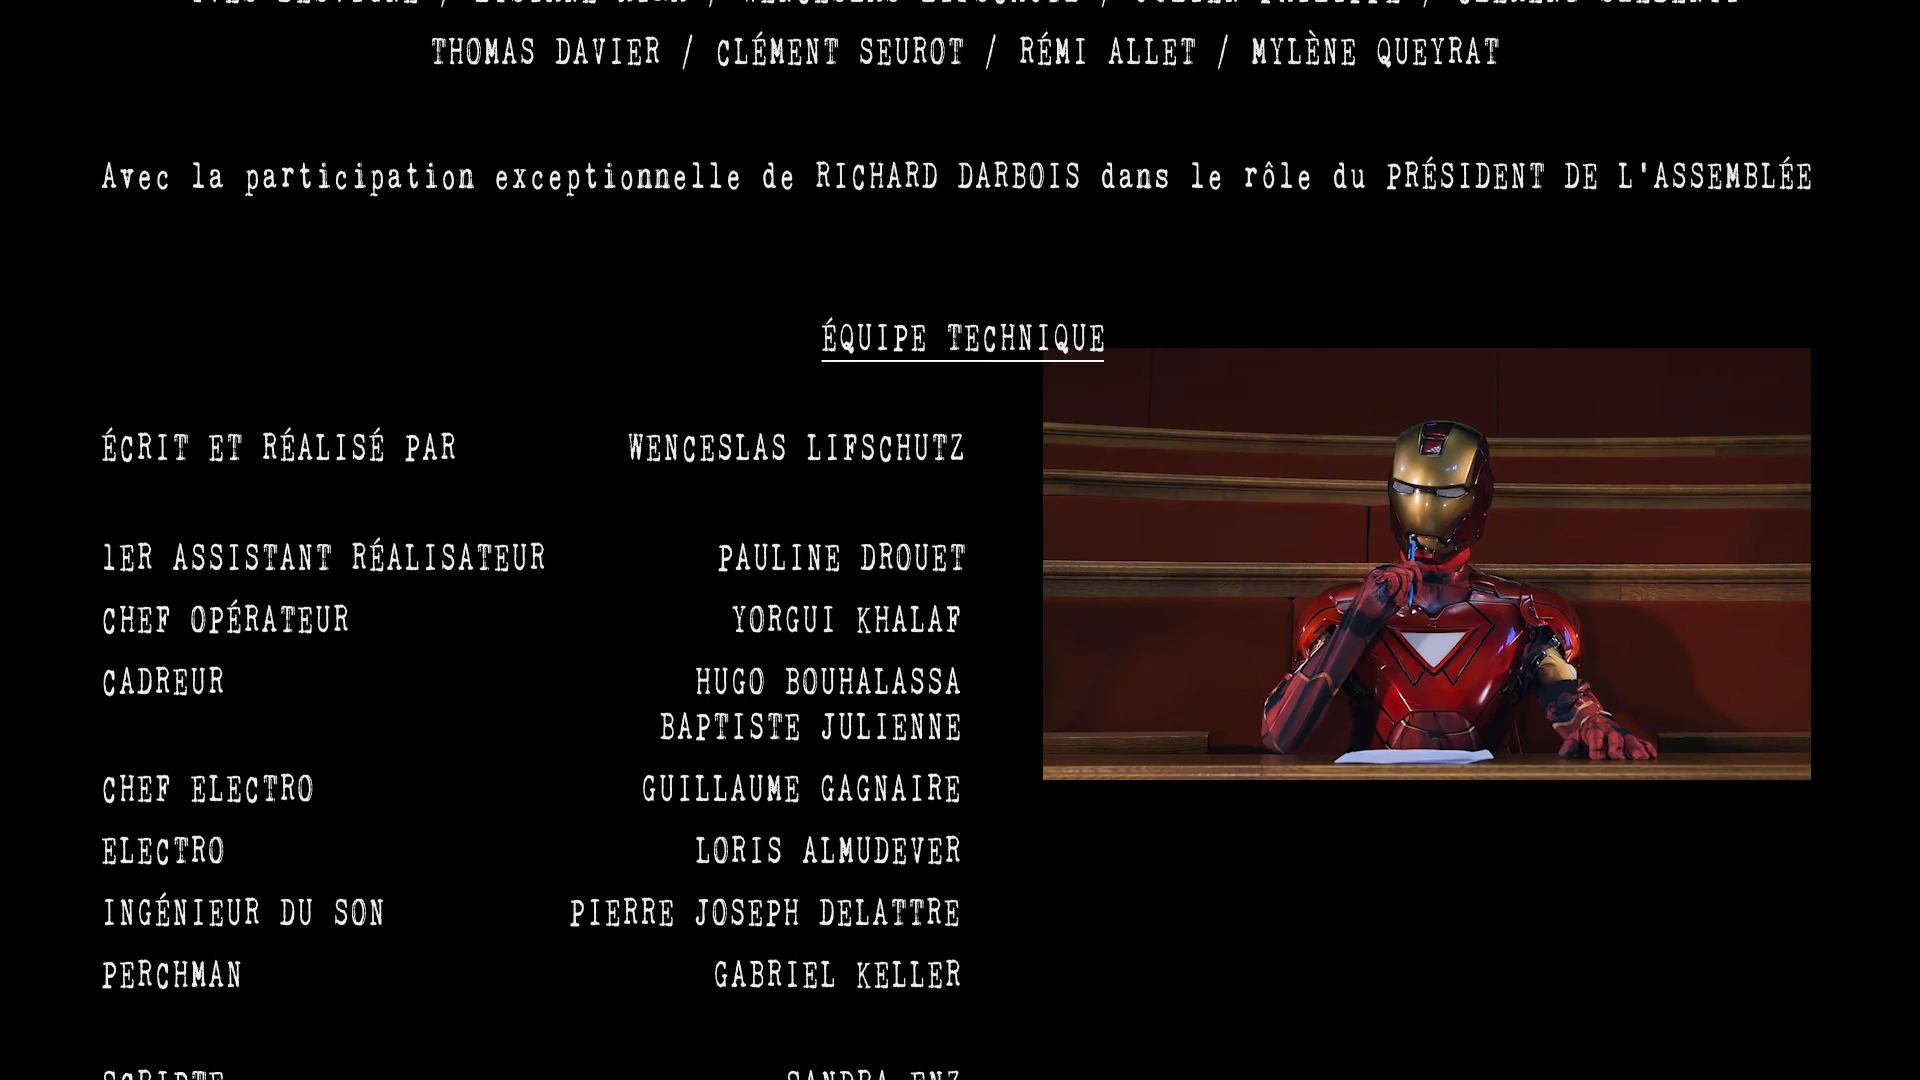 THOMAS DAVIER / CLÉMENT SEUROT / RÉMI ALLET / MYLÈNE QUEYRAT
Avec la participation exceptionnelle de RICHARD DARBOIS dans le rôle du PRÉSIDENT DE L'ASSEMBLÉE
ÉQUIPE TECHNIQUE
ÉCRIT ET RÉALISÉ PAR WENCESLAS LIFSCHUTZ
1ER ASSISTANT RÉALISATEUR PAULINE DROUET
CHEF OPÉRATEUR YORGUI KHALAF
CADREUR HUGO BOUHALASSA
BAPTISTE JULIENNE
CHEF ELECTRO GUILLAUME GAGNAIRE
ELECTRO LORIS ALMUDEVER
INGÉNIEUR DU SON PIERRE JOSEPH DELATTRE
PERCHMAN GABRIEL KELLER
SCRIPTE SANDRA ENZ